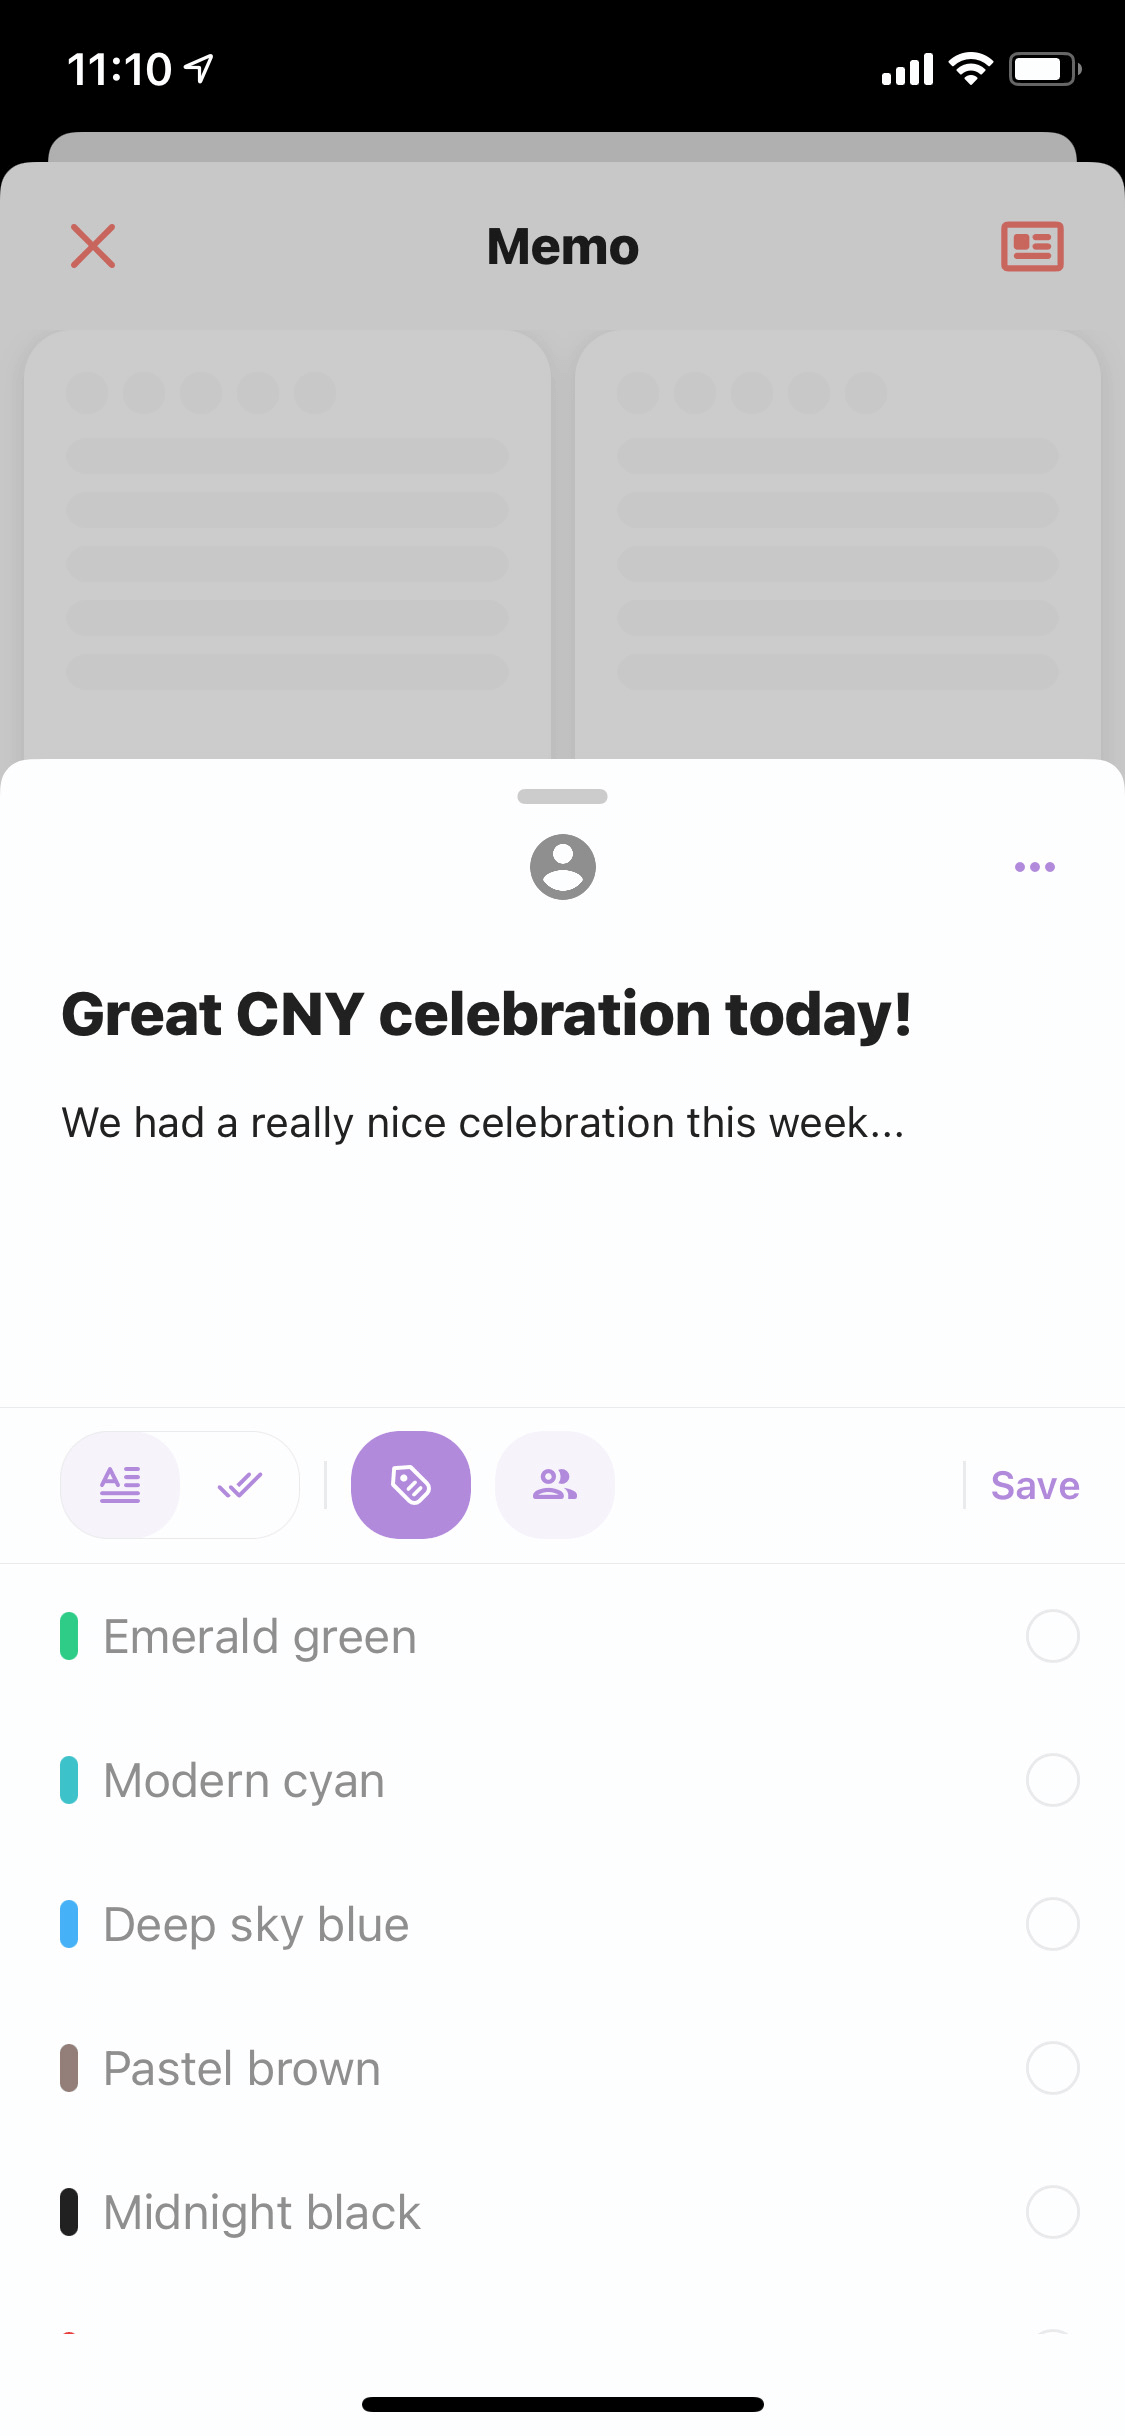 11:10
Memo
Great CNY celebration today!
We had a really nice celebration this week...
Save
Emerald green
Modern cyan
Deep sky blue
Pastel brown
Midnight black